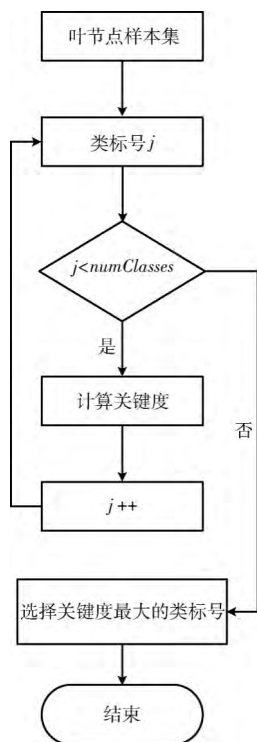 叶节点样本集
类标号j
j<numClasses
是
计算关键度
否
j++
选择关键度最大的类标号
结束